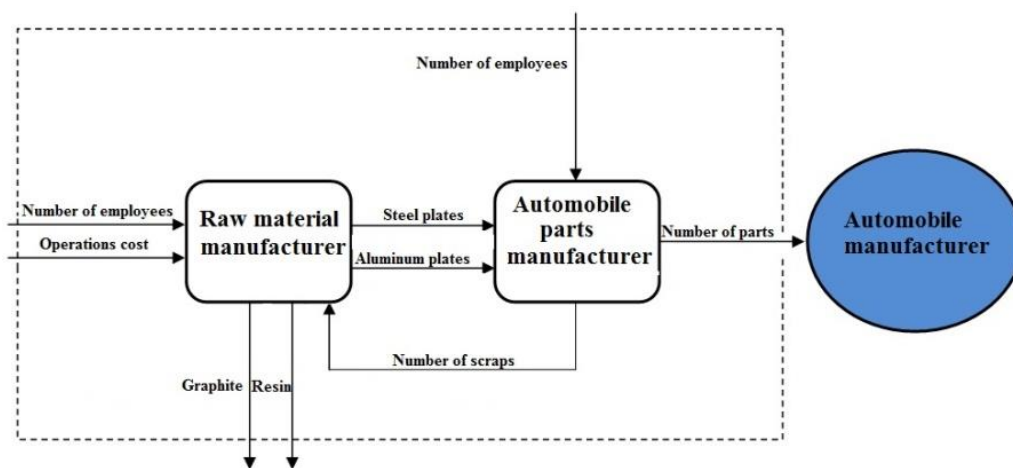 Number of employees
Number of employees
Operations cost
Raw material
manufacturer
Steel plates
Aluminum plates
Automobile
parts
manufacturer
Number of parts
Automobile
manufacturer
Number of scraps
Graphite
Resin